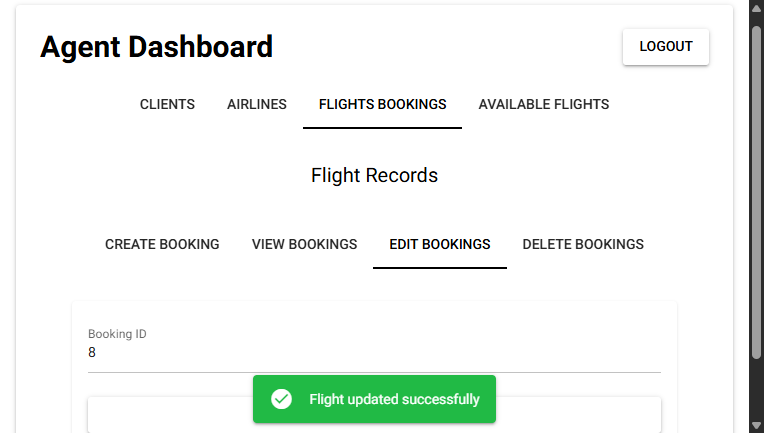 Agent Dashboard
LOGOUT
CLIENTS AIRLINES FLIGHTS BOOKINGS AVAILABLE FLIGHTS
Flight Records
CREATE BOOKING VIEW BOOKINGS EDIT BOOKINGS DELETE BOOKINGS
Booking ID
8
Flight updated successfully